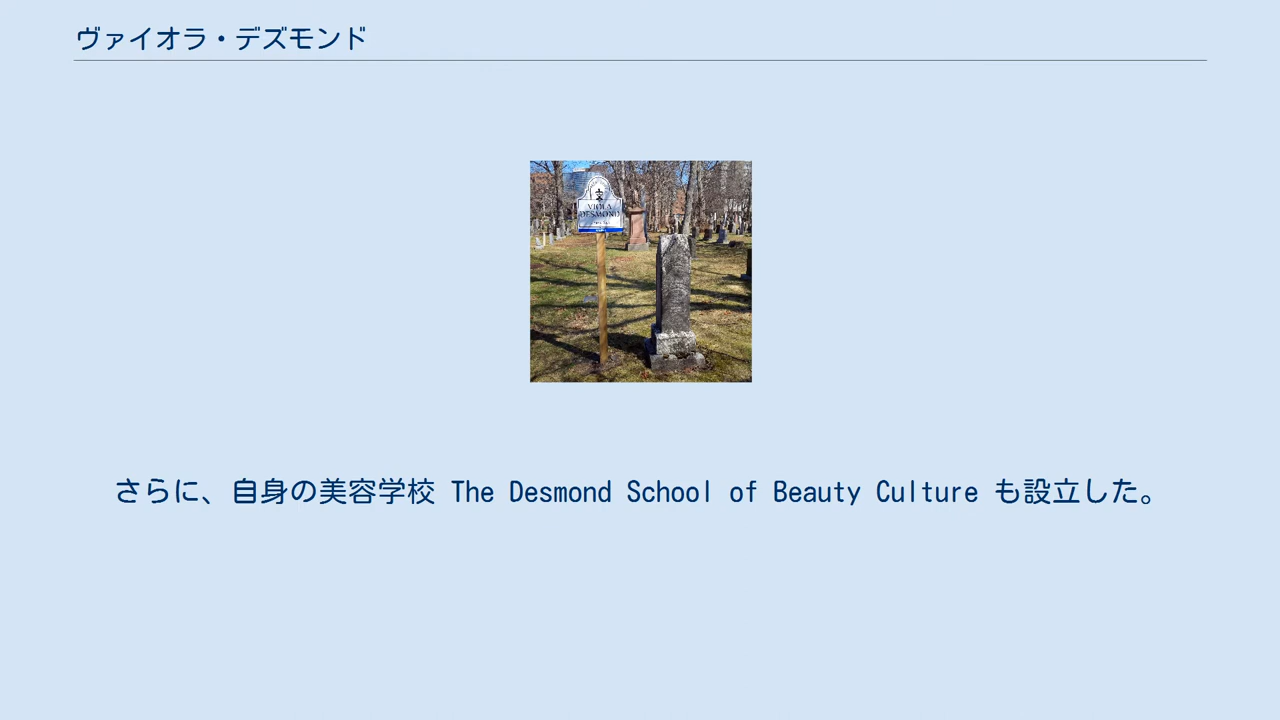 ヴァイオラ・デズモンド
VIOLA
DESMOND
さらに、自身の美容学校 The Desmond School of Beauty Culture も設立した。